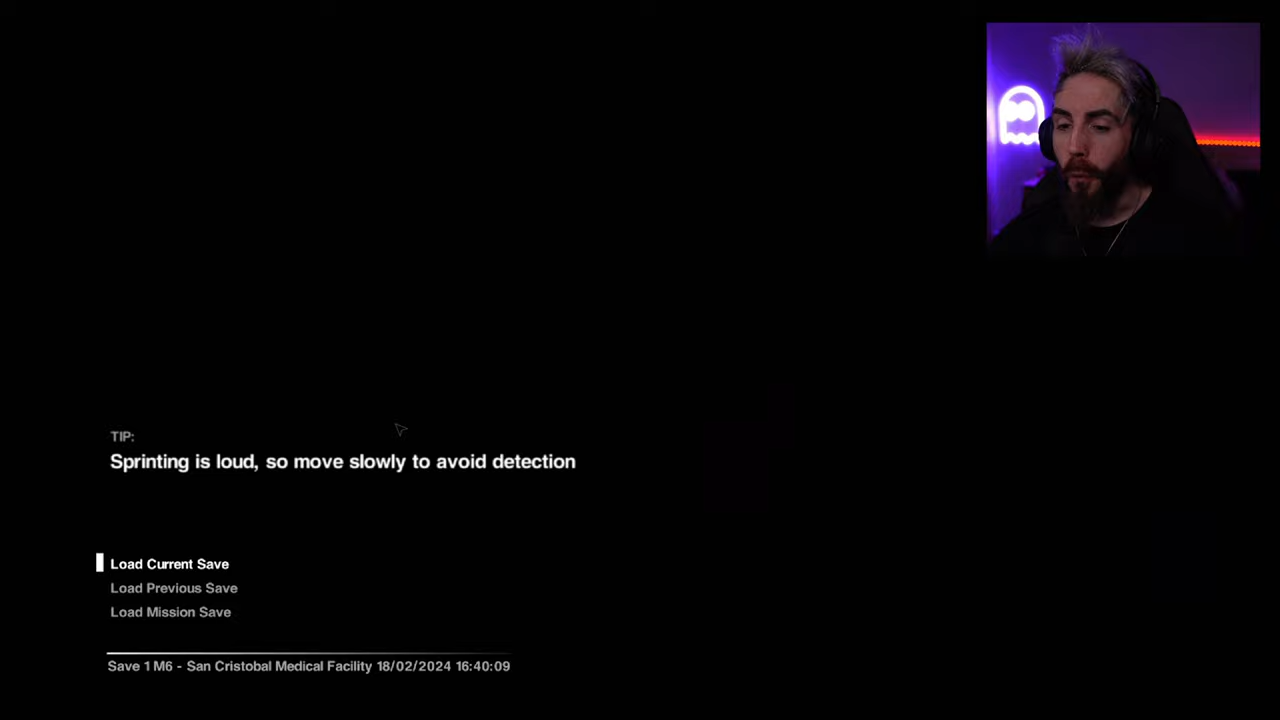 TIP:
Sprinting is loud, so move slowly to avoid detection
Load Current Save
Load Previous Save
Load Mission Save
Save 1 M6 - San Cristobal Medical Facility 18/02/2024 16:40:09